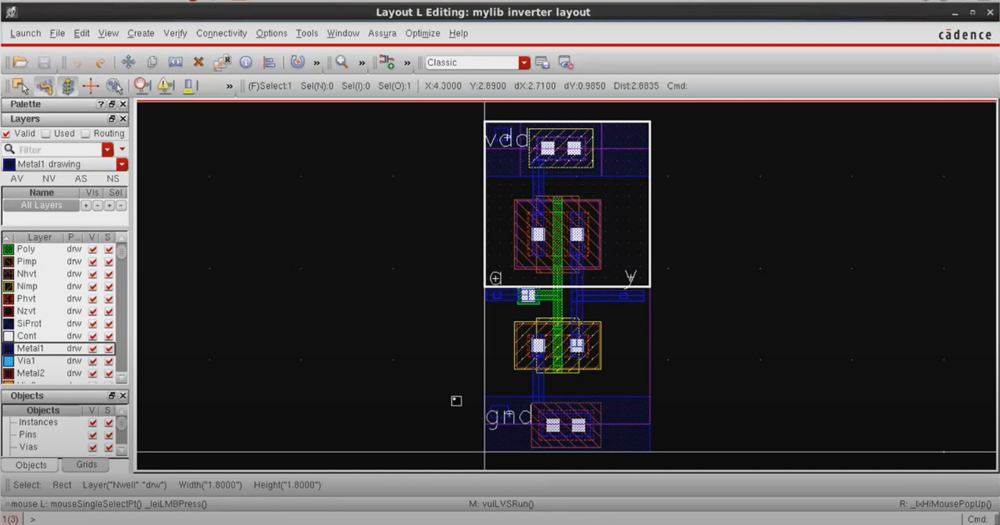 Layout L Editing: mylib inverter layout
Launch File Edit View Create Verify Connectivity Options Tools Window Assura Optimize Help
cādence
Classic
(F)Select:1 Sel(N):0 Sel(I):0 Sel(O):1 X:4.3000 Y:2.8900 dX:2.7100 dY:0.9850 Dist:2.8835 Cmd:
Palette
Layers
Valid Used Routing
Filter
Metal1 drawing
AV NV AS NS
Name Vis Sel
All Layers
Layer P... V S
Poly drw
Pimp drw
Nhvt drw
Nimp drw
Phvt drw
Nzvt drw
SiProt drw
Cont drw
Metal1 drw
Via1 drw
Metal2 drw
Objects
Objects V S
Instances
Pins
Vias
Objects Grids
vdd
a
y
gnd
Select: Rect Layer("Nwell" "drw") Width("1.8000") Height("1.8000")
mouse L: mouseSingleSelectPt() _leiLMBPress() M: vuiLVSRun() R: _lxHiMousePopUp()
1(3) > Cmd: